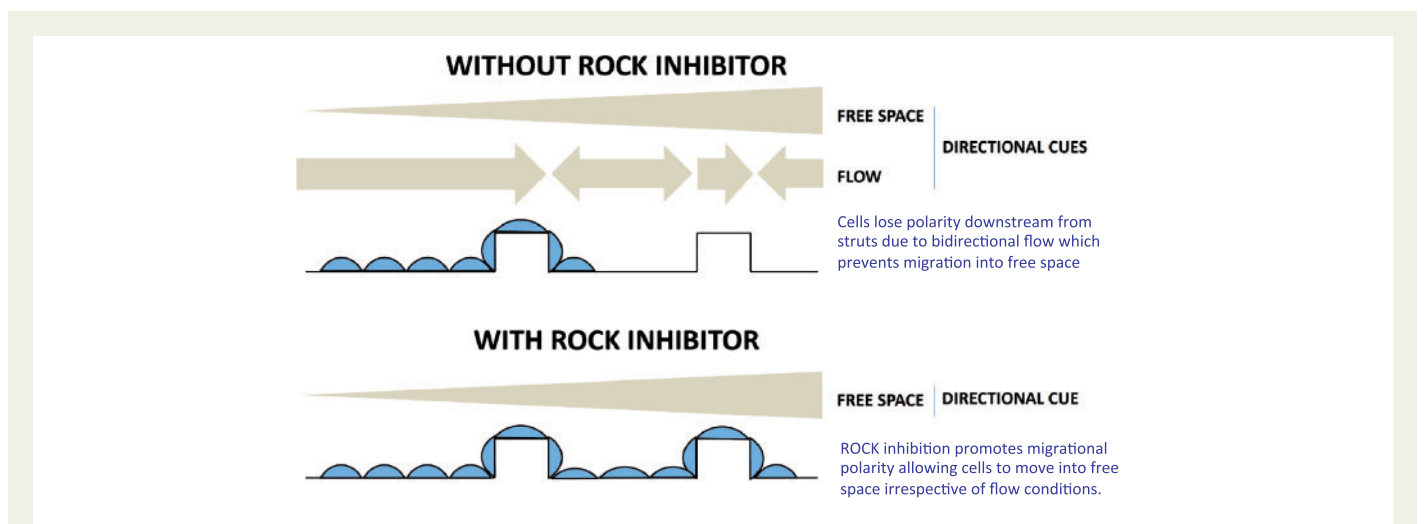 WITHOUT ROCK INHIBITOR
FREE SPACE
DIRECTIONAL CUES
FLOW
Cells lose polarity downstream from
struts due to bidirectional flow which
prevents migration into free space
WITH ROCK INHIBITOR
FREE SPACE
DIRECTIONAL CUE
ROCK inhibition promotes migrational
polarity allowing cells to move into free
space irrespective of flow conditions.